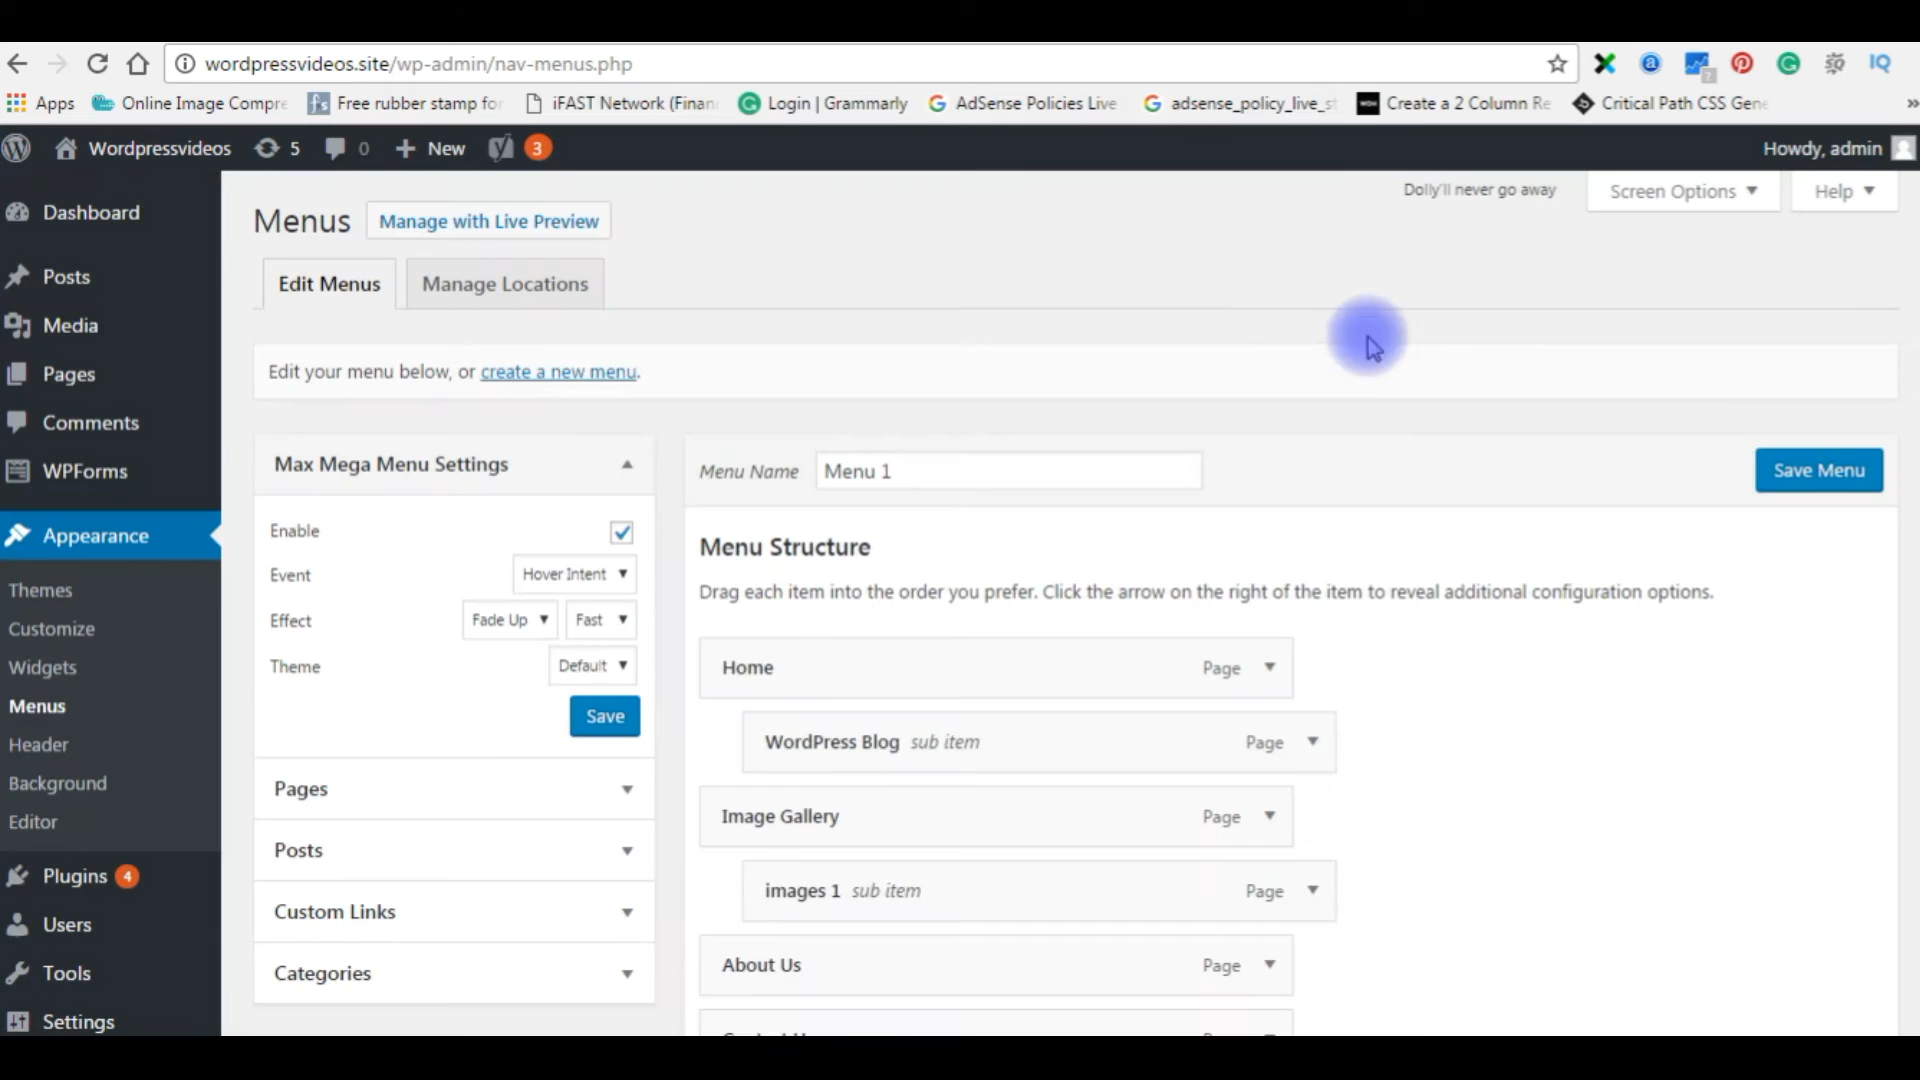 wordpressvideos.site/wp-admin/nav-menus.php
IQ
Apps Online Image Compre Free rubber stamp for iFAST Network (Finan Login | Grammarly AdSense Policies Live adsense_policy_live_st Create a 2 Column Re Critical Path CSS Gene »
Wordpressvideos 5 0 + New 3 Howdy, admin
Dolly'll never go away Screen Options Help
Dashboard
Posts
Media
Pages
Comments
WPForms
Appearance
Themes
Customize
Widgets
Menus
Header
Background
Editor
Plugins 4
Users
Tools
Settings
Menus Manage with Live Preview
Edit Menus Manage Locations
Edit your menu below, or create a new menu.
Max Mega Menu Settings
Enable
Event Hover Intent
Effect Fade Up Fast
Theme Default
Save
Pages
Posts
Custom Links
Categories
Menu Name Menu 1 Save Menu
Menu Structure
Drag each item into the order you prefer. Click the arrow on the right of the item to reveal additional configuration options.
Home Page
WordPress Blog sub item Page
Image Gallery Page
images 1 sub item Page
About Us Page